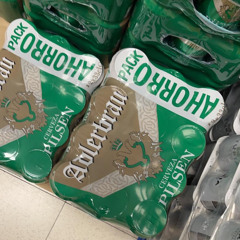 PACK
AHORRO
Adlerbräu
CERVEZA
PILSEN
PACK
AHORRO
Adlerbräu
CERVEZA
PILSEN